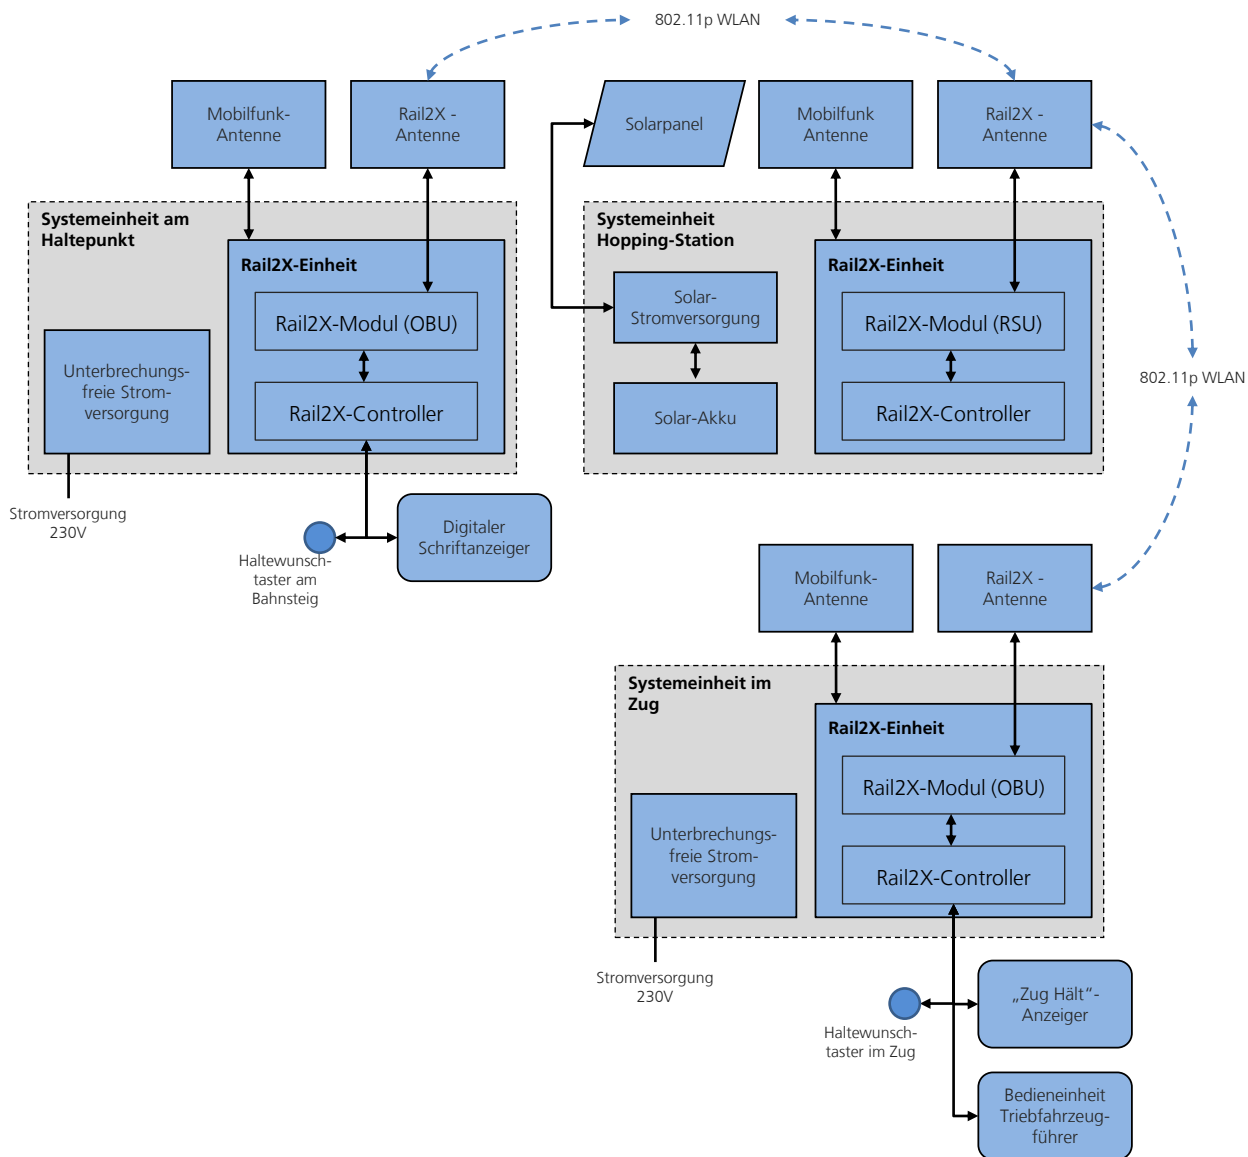 802.11p WLAN
Mobilfunk-
Antenne
Rail2X -
Antenne
Solarpanel
Mobilfunk
Antenne
Rail2X -
Antenne
Systemeinheit am
Haltepunkt
Rail2X-Einheit
Rail2X-Modul (OBU)
Rail2X-Controller
Unterbrechungs-
freie Strom-
versorgung
Stromversorgung
230V
Haltewunsch-
taster am
Bahnsteig
Digitaler
Schriftanzeiger
Systemeinheit
Hopping-Station
Solar-
Stromversorgung
Solar-Akku
Rail2X-Einheit
Rail2X-Modul (RSU)
Rail2X-Controller
802.11p WLAN
Mobilfunk-
Antenne
Rail2X -
Antenne
Systemeinheit im
Zug
Rail2X-Einheit
Rail2X-Modul (OBU)
Rail2X-Controller
Unterbrechungs-
freie Strom-
versorgung
Stromversorgung
230V
Haltewunsch-
taster im Zug
„Zug Hält“-
Anzeiger
Bedieneinheit
Triebfahrzeug-
führer